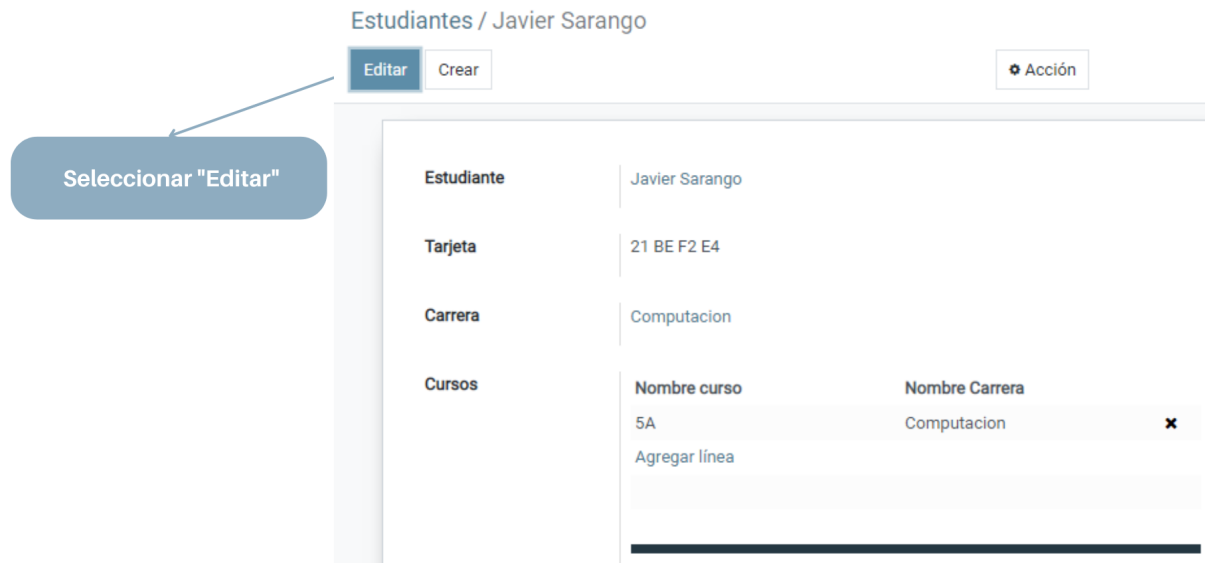 Estudiantes / Javier Sarango
Editar Crear Acción
Seleccionar "Editar"
Estudiante Javier Sarango
Tarjeta 21 BE F2 E4
Carrera Computacion
Cursos Nombre curso Nombre Carrera
5A Computacion
Agregar línea